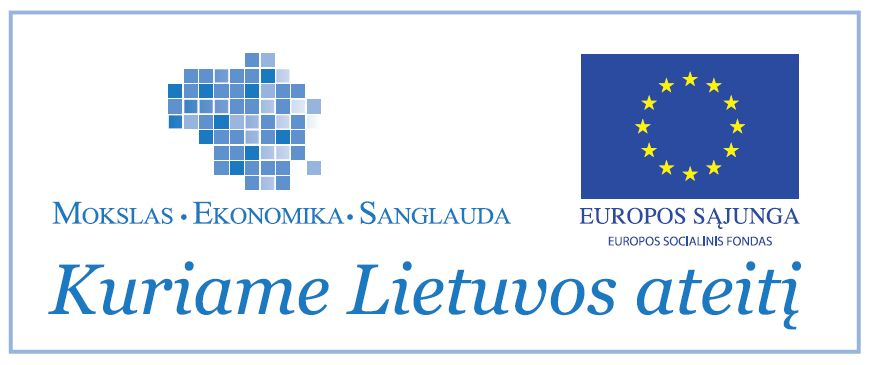 MOKSLAS • EKONOMIKA • SANGLAUDA
EUROPOS SĄJUNGA
EUROPOS SOCIALINIS FONDAS
Kuriame Lietuvos ateitį